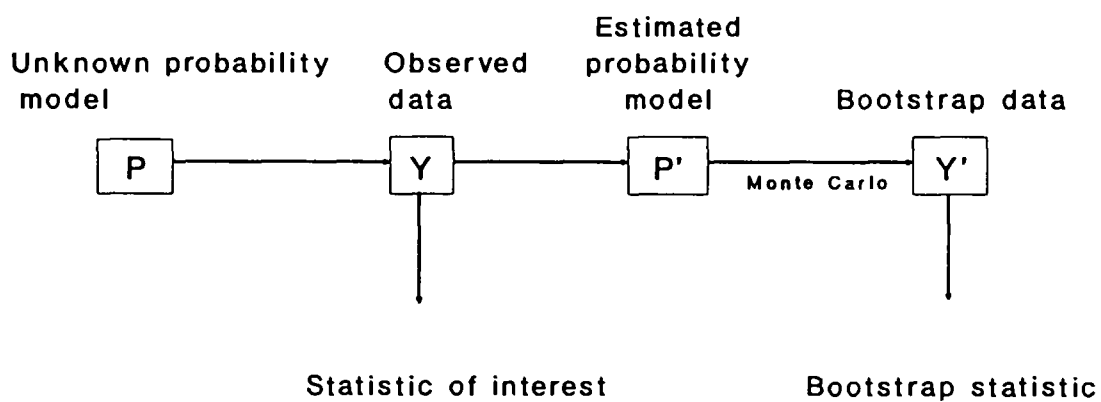 Unknown probability
model
Observed
data
Estimated
probability
model
Bootstrap data
P
Y
P'
Monte Carlo
Y'
Statistic of interest
Bootstrap statistic